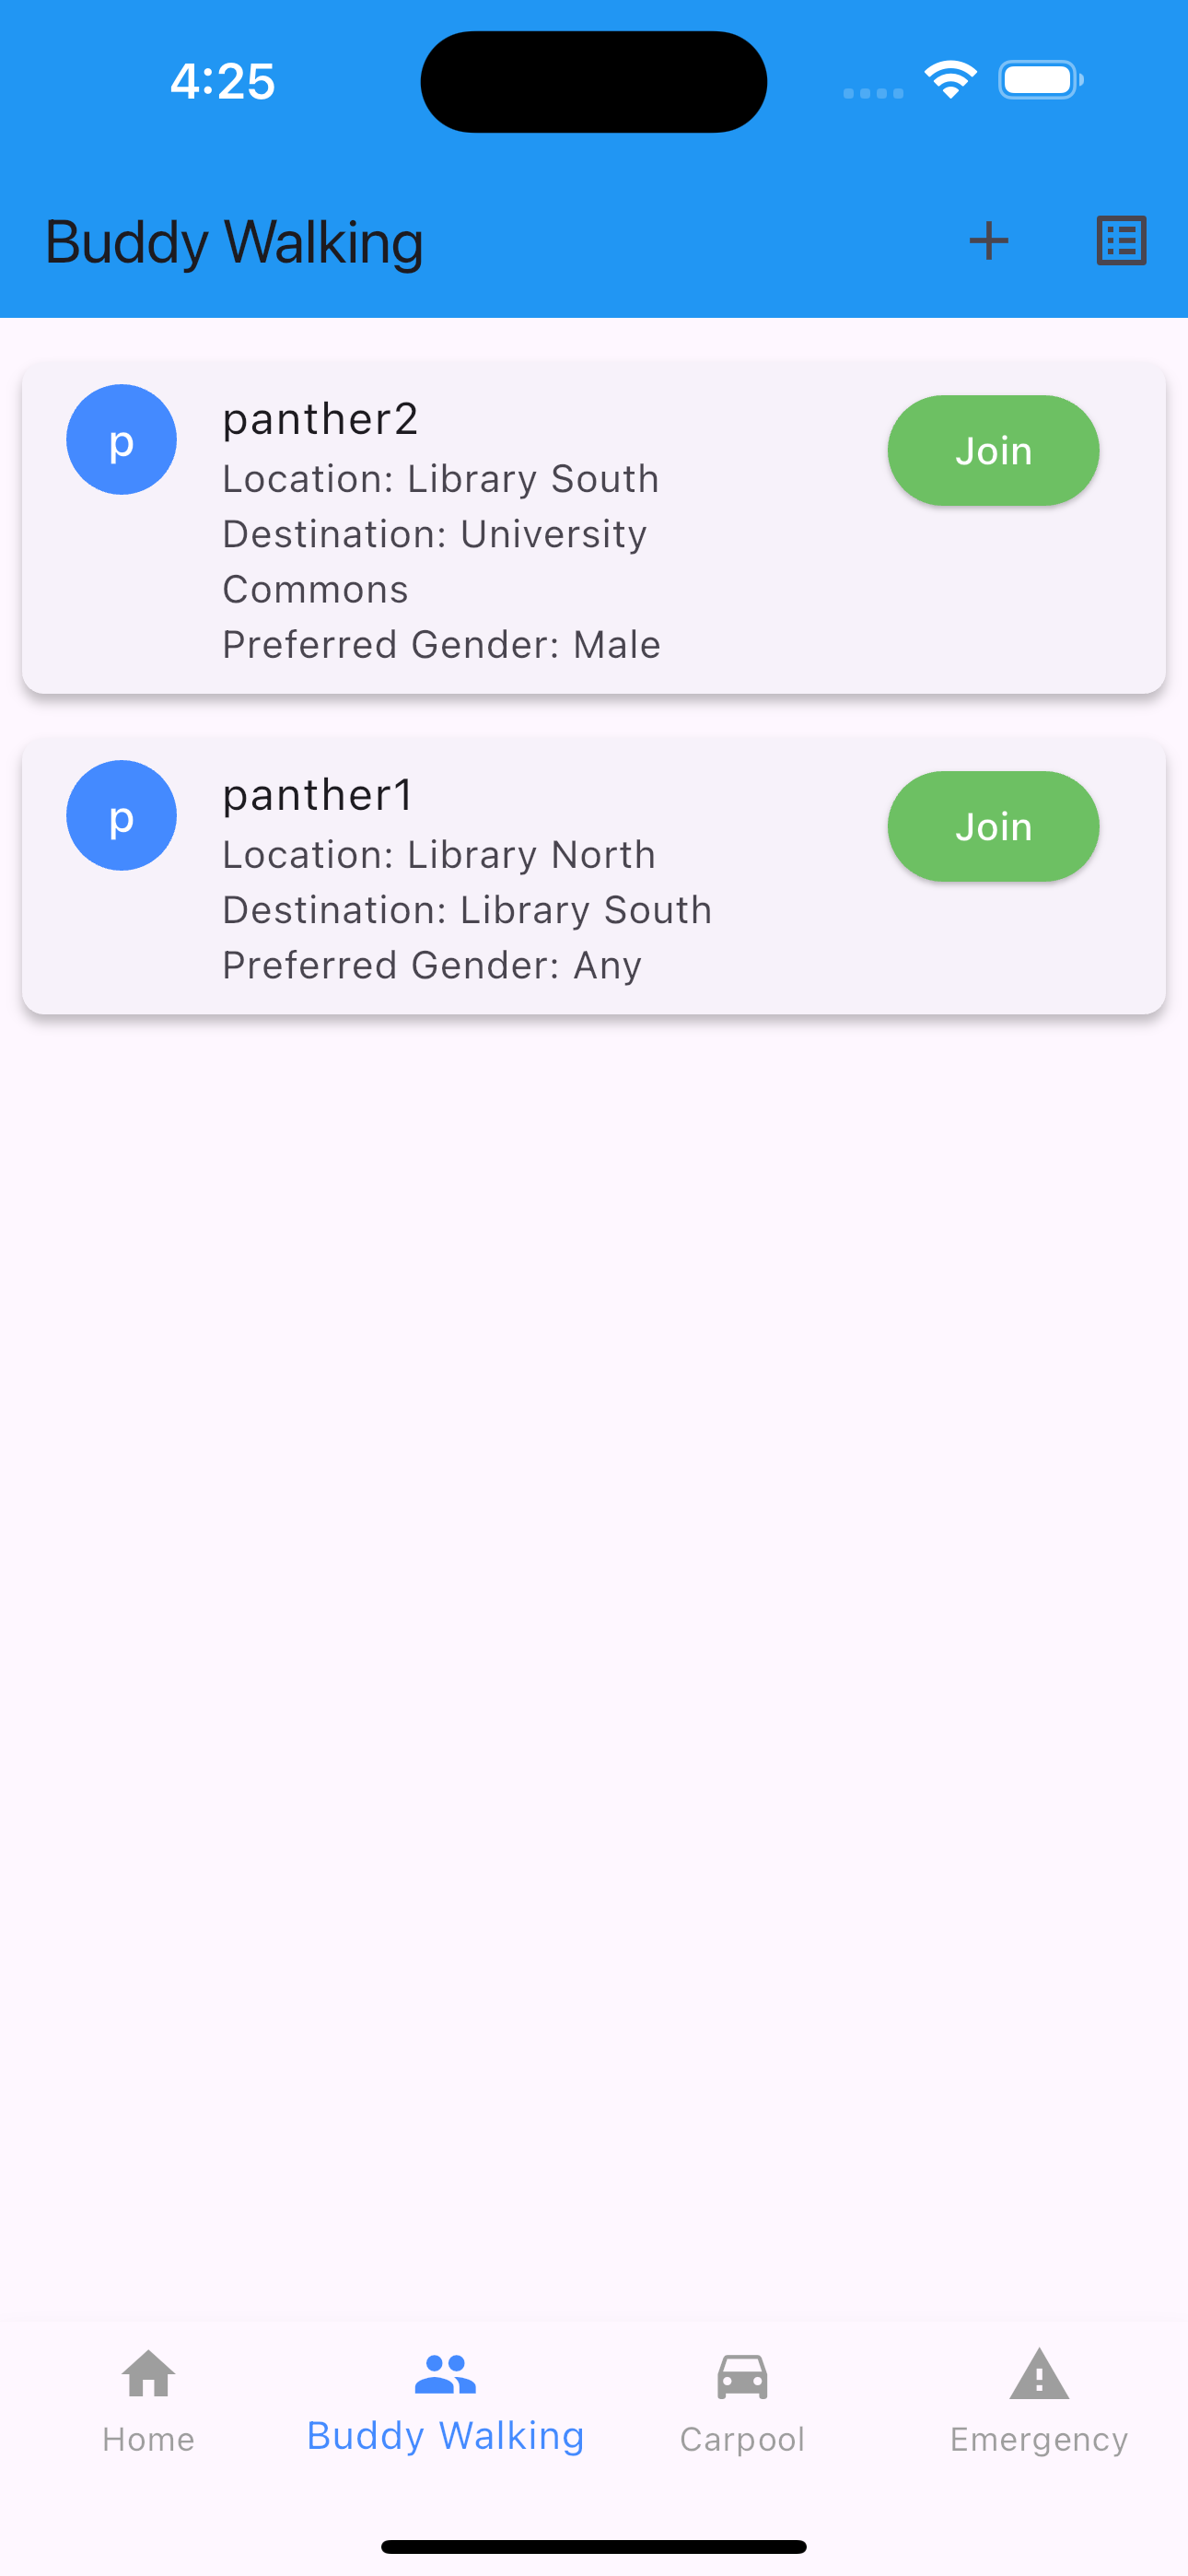 4:25
Buddy Walking
p
panther2
Join
Location: Library South
Destination: University
Commons
Preferred Gender: Male
p
panther1
Join
Location: Library North
Destination: Library South
Preferred Gender: Any
Home
Buddy Walking
Carpool
Emergency